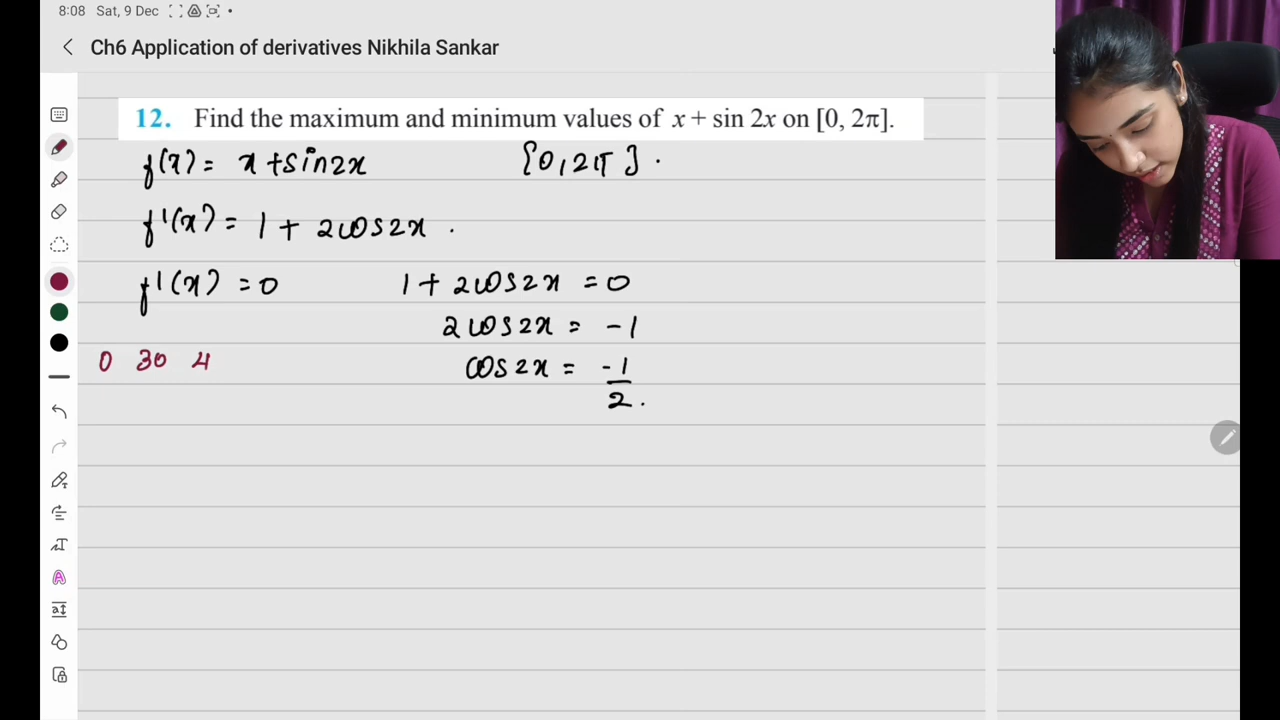 8:08 Sat, 9 Dec
Ch6 Application of derivatives Nikhila Sankar
12. Find the maximum and minimum values of x + sin 2x on [0, 2π].
f(x) = x + sin2x [0, 2π].
f'(x) = 1 + 2cos2x.
f'(x) = 0 1 + 2cos2x = 0
2cos2x = -1
0 30 4 cos2x = -1/2.